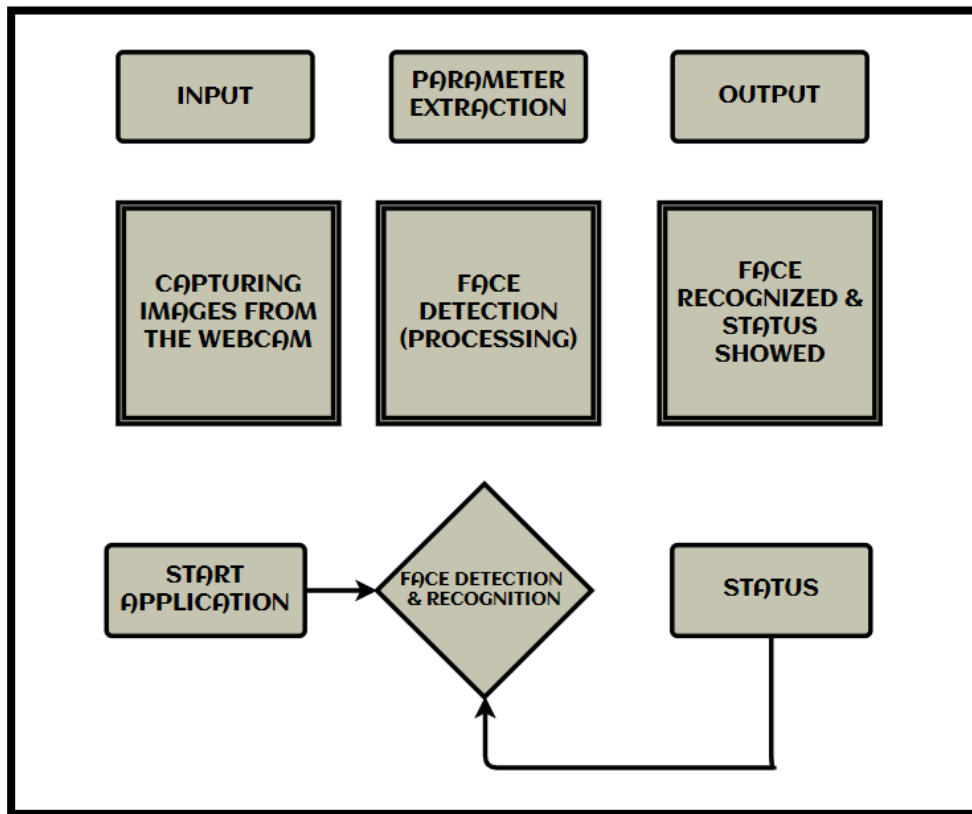 INPUT
PARAMETER
EXTRACTION
OUTPUT
CAPTURING
IMAGES FROM
THE WEBCAM
FACE
DETECTION
(PROCESSING)
FACE
RECOGNIZED &
STATUS
SHOWED
START
APPLICATION
FACE DETECTION
& RECOGNITION
STATUS